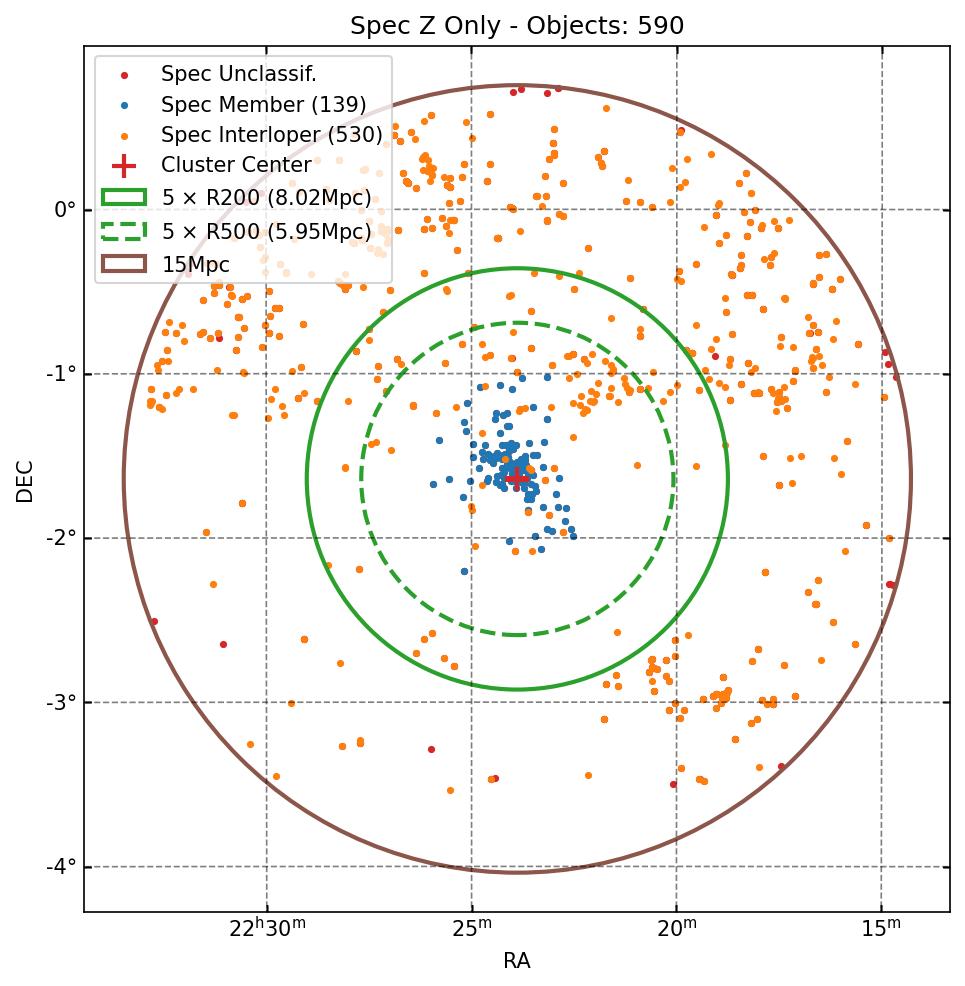 Spec Z Only - Objects: 590
Spec Unclassif.
Spec Member (139)
Spec Interloper (530)
Cluster Center
5 × R200 (8.02Mpc)
5 × R500 (5.95Mpc)
15Mpc
0°
-1°
-2°
-3°
-4°
DEC
22ʰ30ᵐ 25ᵐ 20ᵐ 15ᵐ
RA